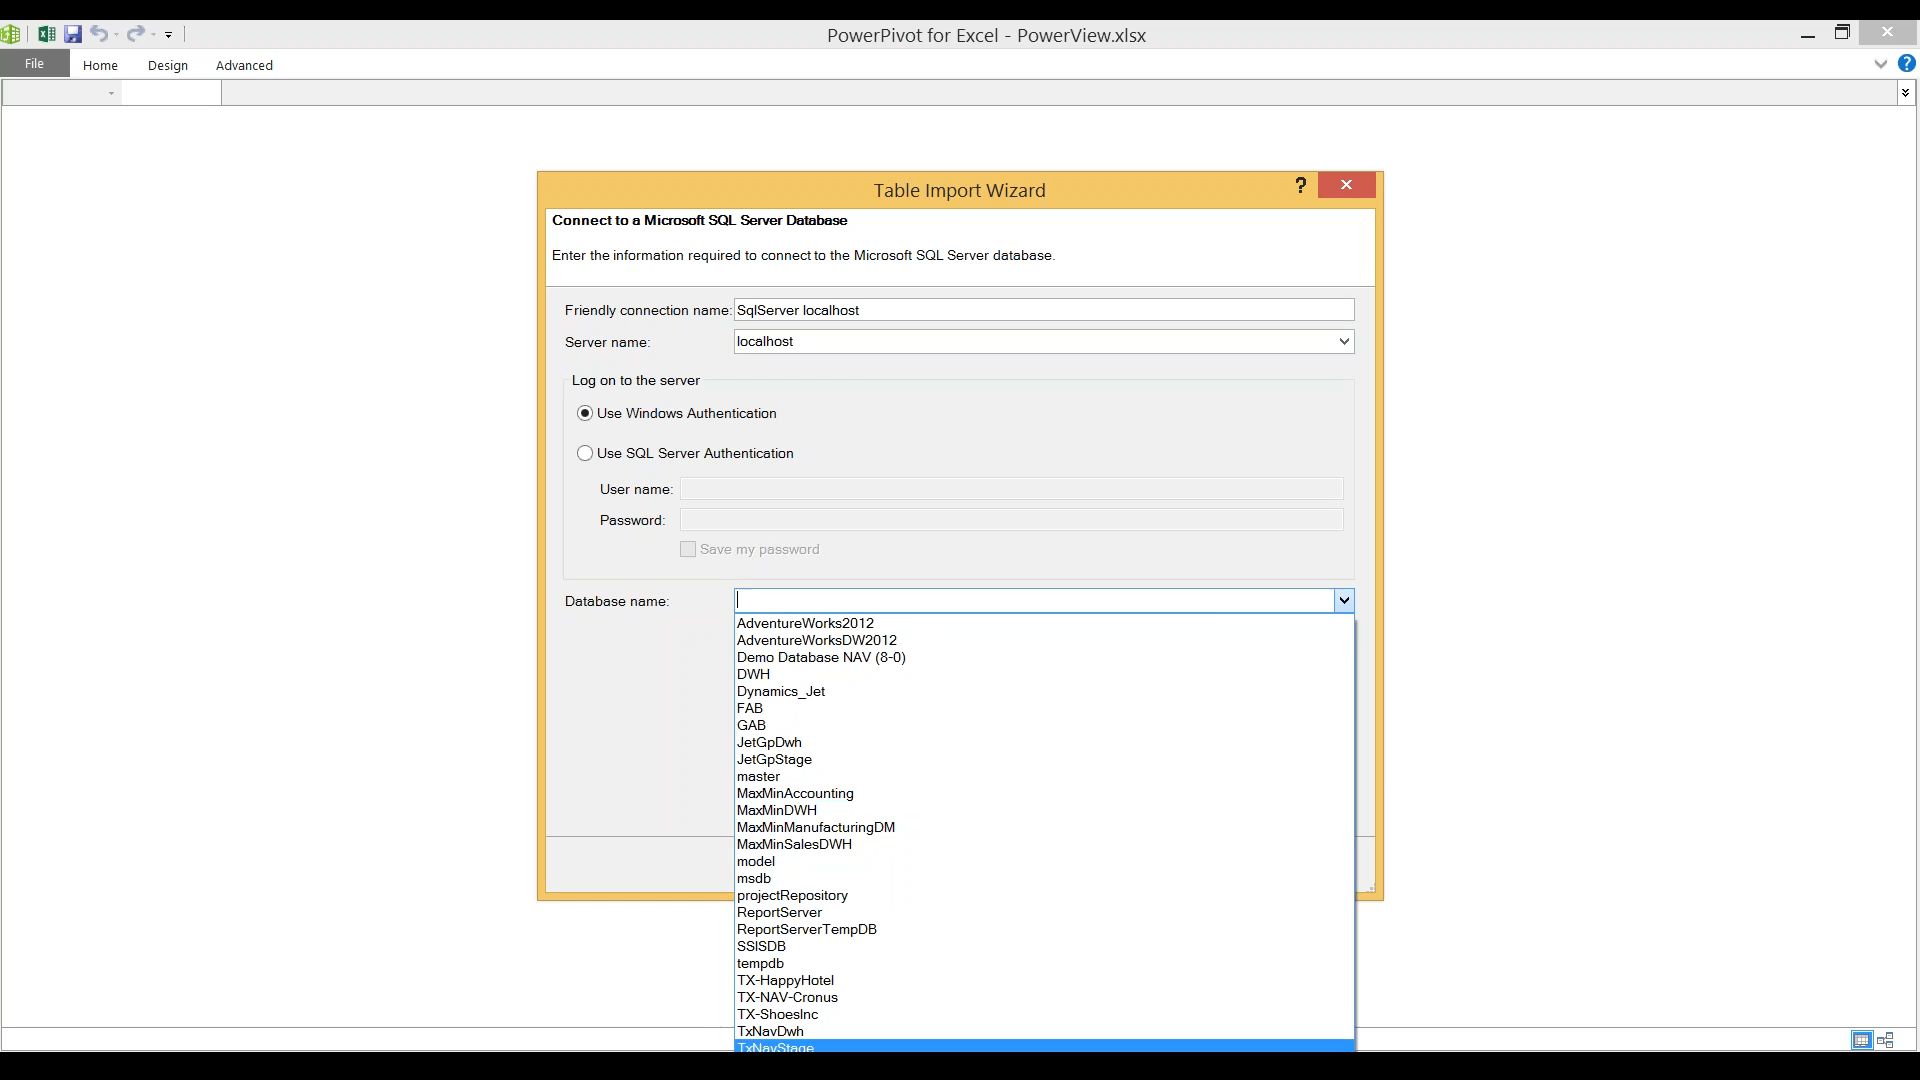 PowerPivot for Excel - PowerView.xlsx
File Home Design Advanced
?
Table Import Wizard ?
Connect to a Microsoft SQL Server Database
Enter the information required to connect to the Microsoft SQL Server database.
Friendly connection name: SqlServer localhost
Server name: localhost
Log on to the server
Use Windows Authentication
Use SQL Server Authentication
User name:
Password:
Save my password
Database name:
AdventureWorks2012
AdventureWorksDW2012
Demo Database NAV (8-0)
DWH
Dynamics_Jet
FAB
GAB
JetGpDwh
JetGpStage
master
MaxMinAccounting
MaxMinDWH
MaxMinManufacturingDM
MaxMinSalesDWH
model
msdb
projectRepository
ReportServer
ReportServerTempDB
SSISDB
tempdb
TX-HappyHotel
TX-NAV-Cronus
TX-ShoesInc
TxNavDwh
TxNavStage